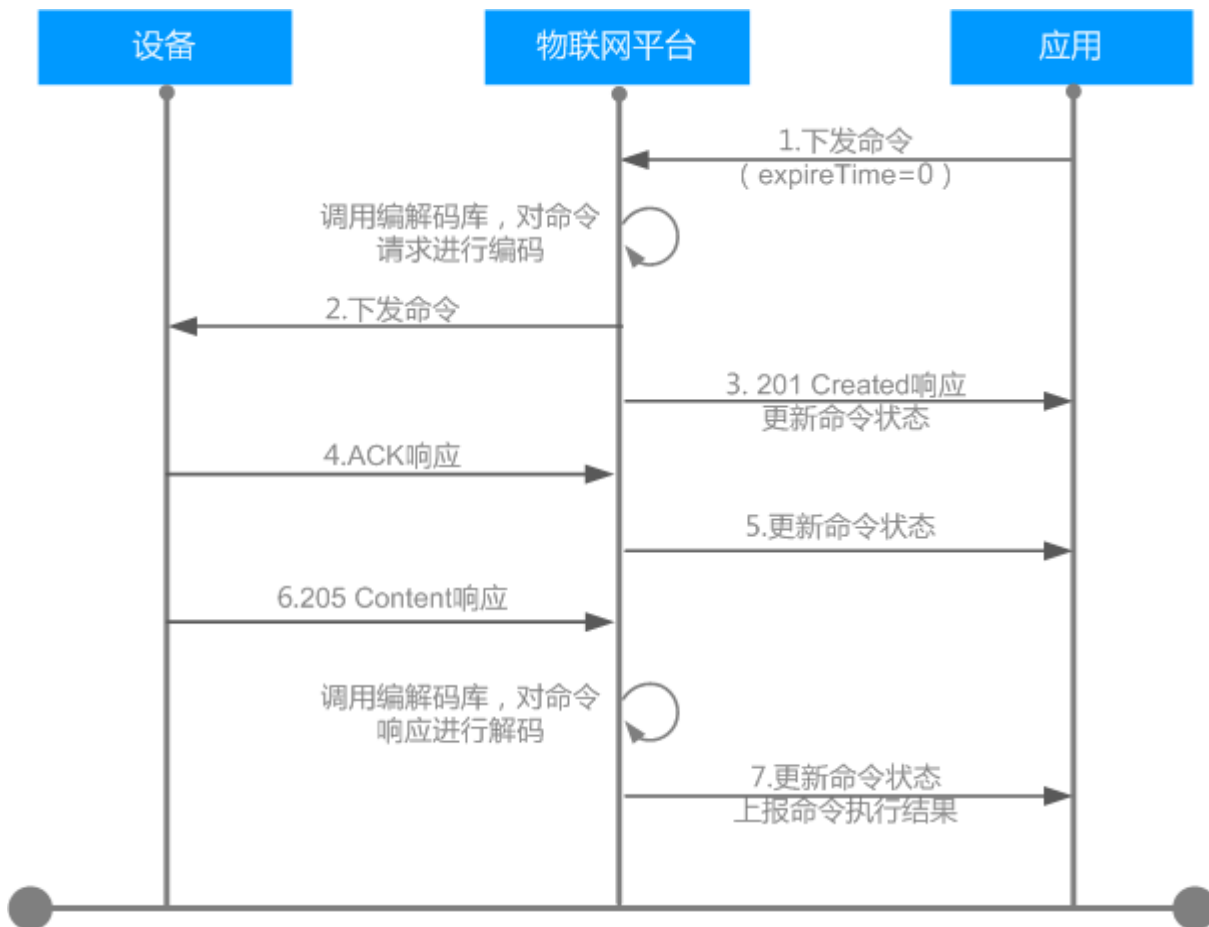 设备
物联网平台
应用
1.下发命令
（expireTime=0）
调用编解码库，对命令
请求进行编码
2.下发命令
3. 201 Created响应
更新命令状态
4.ACK响应
5.更新命令状态
6.205 Content响应
调用编解码库，对命令
响应进行解码
7.更新命令状态
上报命令执行结果